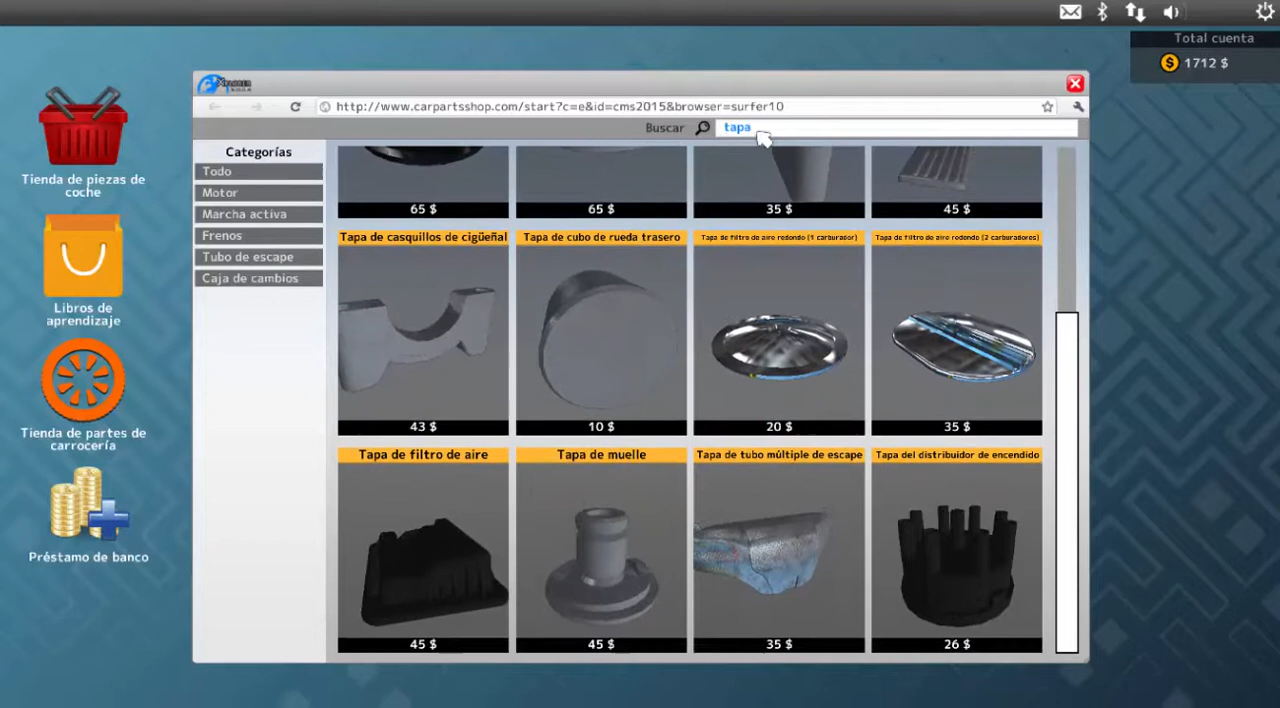 Total cuenta
1712 $
http://www.carpartsshop.com/start?c=e&id=cms2015&browser=surfer10
Buscar
tapa
Tienda de piezas de
coche
Libros de
aprendizaje
Tienda de partes de
carrocería
Préstamo de banco
Categorías
Todo
Motor
Marcha activa
Frenos
Tubo de escape
Caja de cambios
65 $
65 $
35 $
45 $
Tapa de casquillos de cigüeñal
Tapa de cubo de rueda trasero
Tapa de filtro de aire redondo (1 carburador)
Tapa de filtro de aire redondo (2 carburadores)
43 $
10 $
20 $
35 $
Tapa de filtro de aire
Tapa de muelle
Tapa de tubo múltiple de escape
Tapa del distribuidor de encendido
45 $
45 $
35 $
26 $